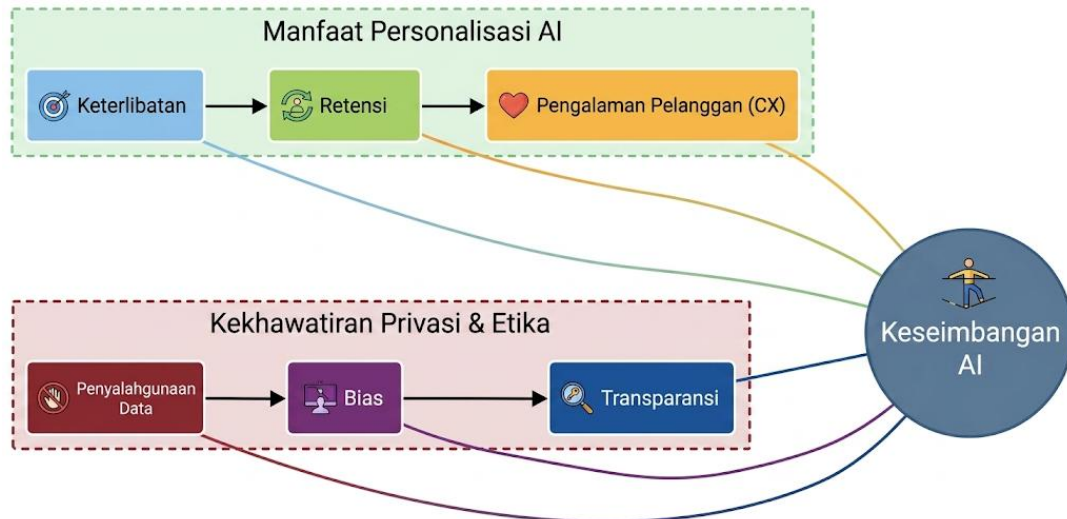 Manfaat Personalisasi AI
Keterlibatan
Retensi
Pengalaman Pelanggan (CX)
Kekhawatiran Privasi & Etika
Penyalahgunaan
Data
Bias
Transparansi
Keseimbangan
AI